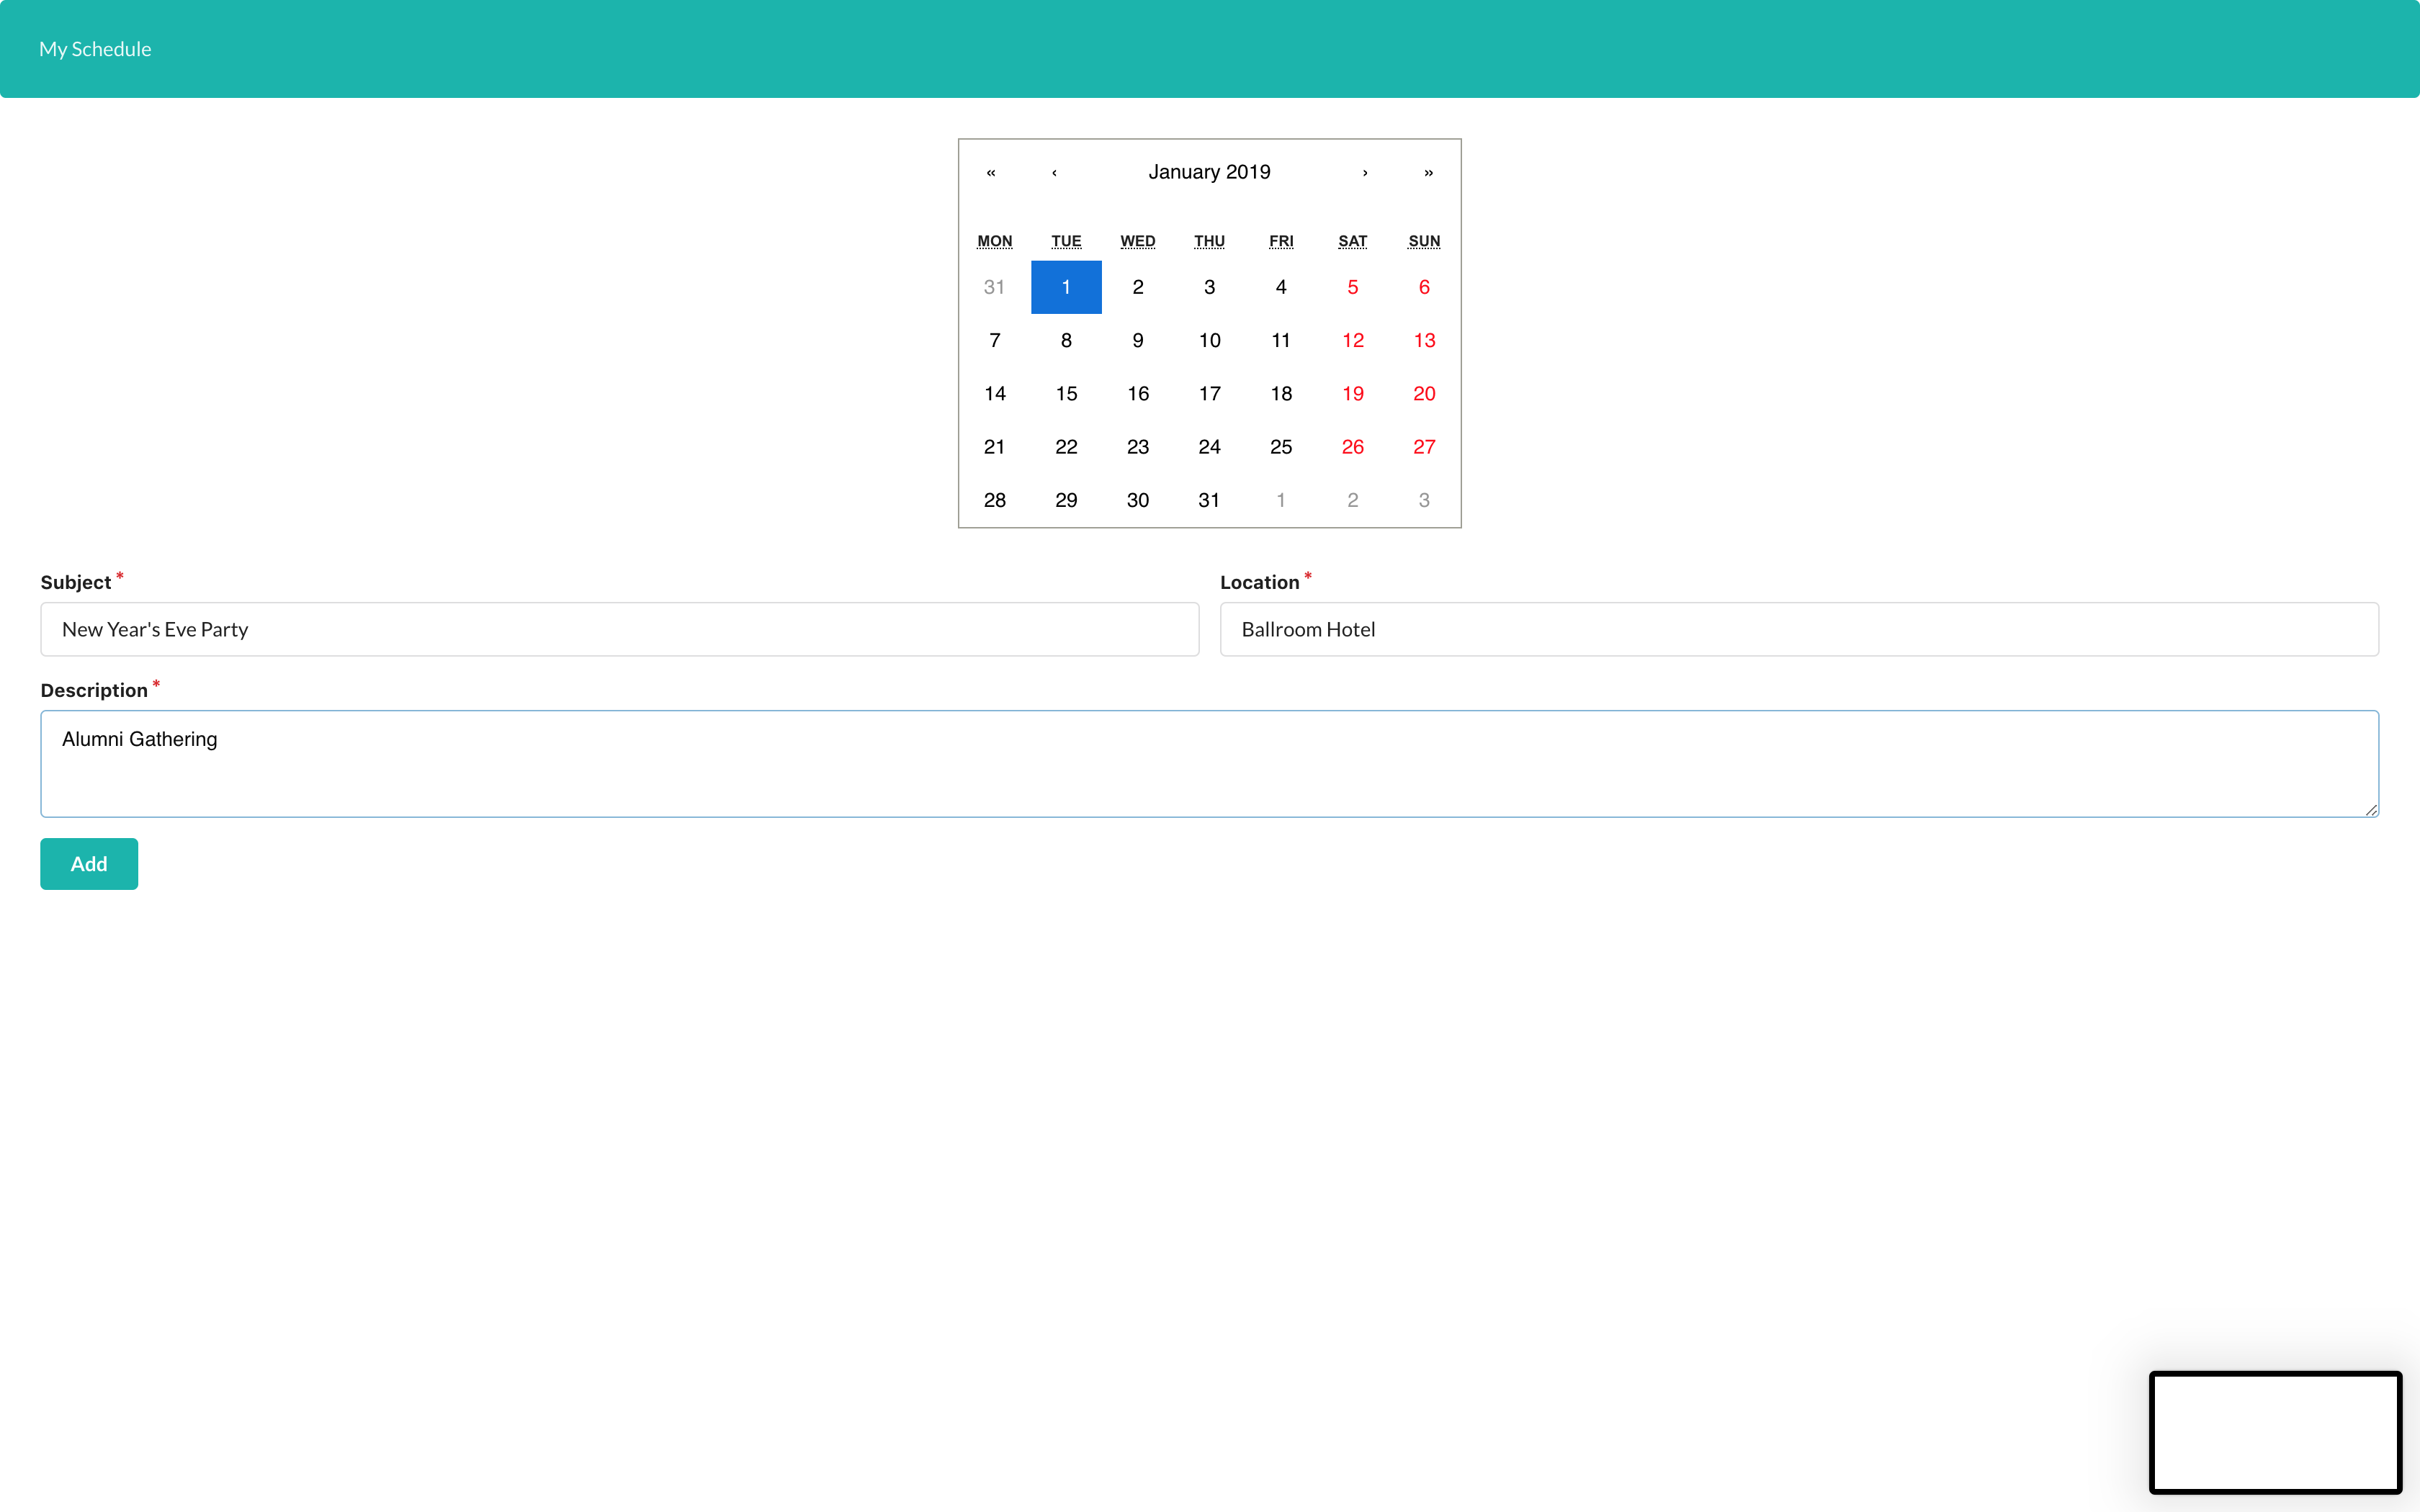 My Schedule
« ‹ January 2019 › »
MON TUE WED THU FRI SAT SUN
31 1 2 3 4 5 6
7 8 9 10 11 12 13
14 15 16 17 18 19 20
21 22 23 24 25 26 27
28 29 30 31 1 2 3
Subject * Location *
New Year's Eve Party Ballroom Hotel
Description *
Alumni Gathering
Add